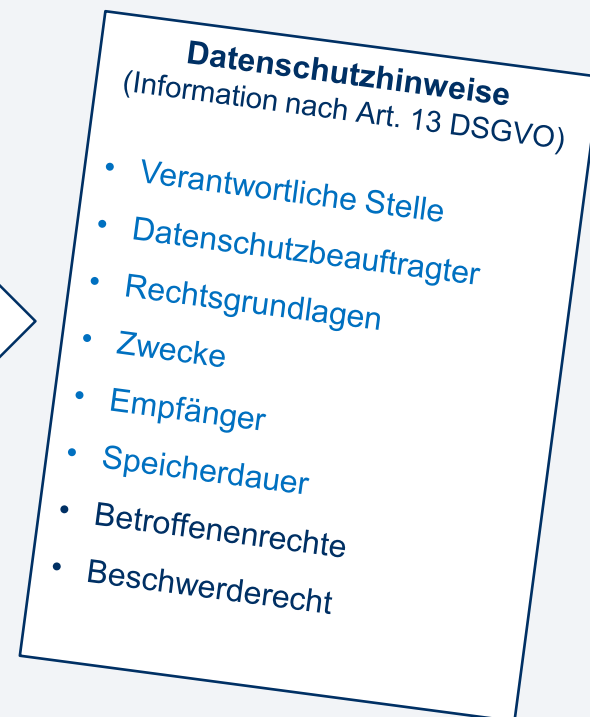 Datenschutzhinweise
(Information nach Art. 13 DSGVO)
• Verantwortliche Stelle
• Datenschutzbeauftragter
• Rechtsgrundlagen
• Zwecke
• Empfänger
• Speicherdauer
• Betroffenenrechte
• Beschwerderecht